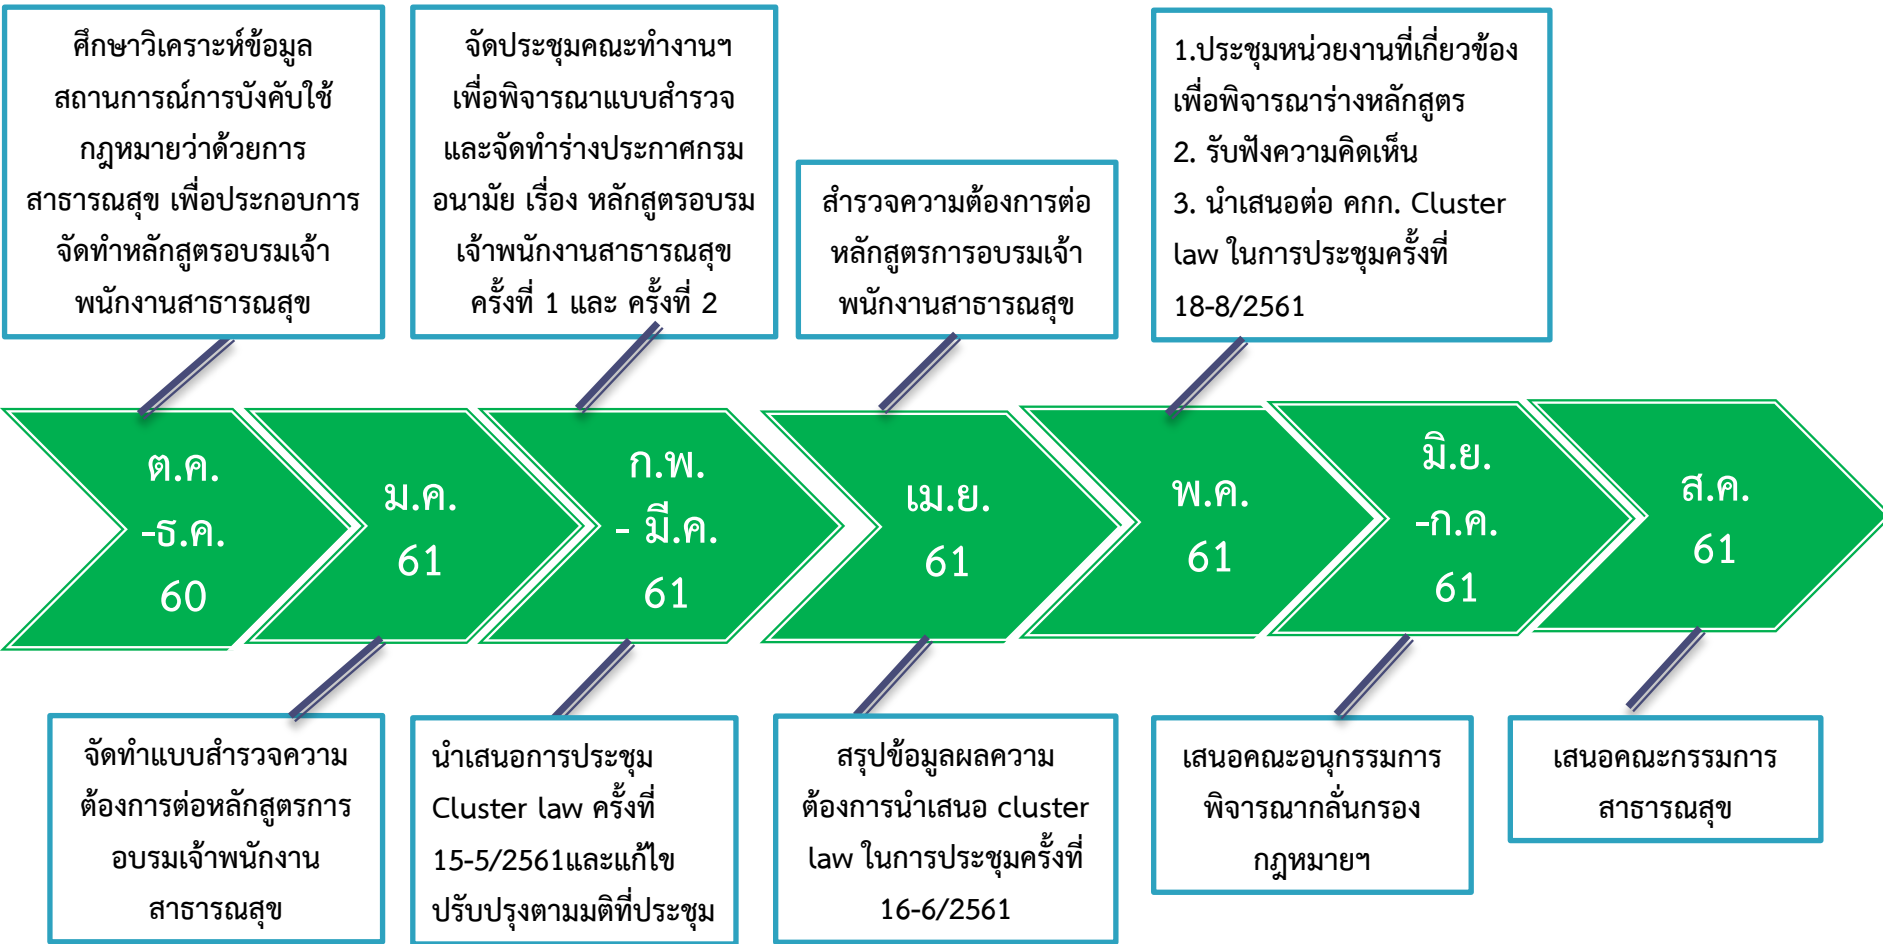 ศึกษาวิเคราะห์ข้อมูล
สถานการณ์การบังคับใช้
กฎหมายว่าด้วยการ
สาธารณสุข เพื่อประกอบการ
จัดทำหลักสูตรอบรมเจ้า
พนักงานสาธารณสุข
จัดประชุมคณะทำงานฯ
เพื่อพิจารณาแบบสำรวจ
และจัดทำร่างประกาศกรม
อนามัย เรื่อง หลักสูตรอบรม
เจ้าพนักงานสาธารณสุข
ครั้งที่ 1 และ ครั้งที่ 2
สำรวจความต้องการต่อ
หลักสูตรการอบรมเจ้า
พนักงานสาธารณสุข
1.ประชุมหน่วยงานที่เกี่ยวข้อง
เพื่อพิจารณาร่างหลักสูตร
2. รับฟังความคิดเห็น
3. นำเสนอต่อ คกก. Cluster
law ในการประชุมครั้งที่
18-8/2561
ต.ค.
-ธ.ค.
60
ม.ค.
61
ก.พ.
- มี.ค.
61
เม.ย.
61
พ.ค.
61
มิ.ย.
-ก.ค.
61
ส.ค.
61
จัดทำแบบสำรวจความ
ต้องการต่อหลักสูตรการ
อบรมเจ้าพนักงาน
สาธารณสุข
นำเสนอการประชุม
Cluster law ครั้งที่
15-5/2561และแก้ไข
ปรับปรุงตามมติที่ประชุม
สรุปข้อมูลผลความ
ต้องการนำเสนอ cluster
law ในการประชุมครั้งที่
16-6/2561
เสนอคณะอนุกรรมการ
พิจารณากลั่นกรอง
กฎหมายฯ
เสนอคณะกรรมการ
สาธารณสุข